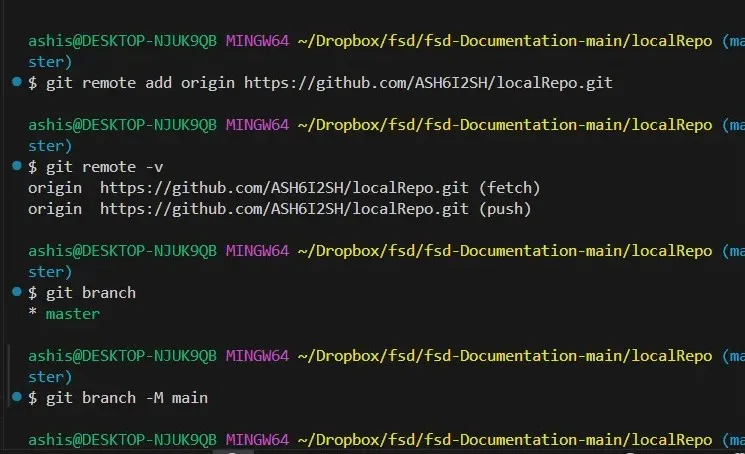 ashis@DESKTOP-NJUK9QB MINGW64 ~/Dropbox/fsd/fsd-Documentation-main/localRepo (ma
ster)
$ git remote add origin https://github.com/ASH6I2SH/localRepo.git
ashis@DESKTOP-NJUK9QB MINGW64 ~/Dropbox/fsd/fsd-Documentation-main/localRepo (ma
ster)
$ git remote -v
origin  https://github.com/ASH6I2SH/localRepo.git (fetch)
origin  https://github.com/ASH6I2SH/localRepo.git (push)
ashis@DESKTOP-NJUK9QB MINGW64 ~/Dropbox/fsd/fsd-Documentation-main/localRepo (ma
ster)
$ git branch
* master
ashis@DESKTOP-NJUK9QB MINGW64 ~/Dropbox/fsd/fsd-Documentation-main/localRepo (ma
ster)
$ git branch -M main
ashis@DESKTOP-NJUK9QB MINGW64 ~/Dropbox/fsd/fsd-Documentation-main/localRepo (ma